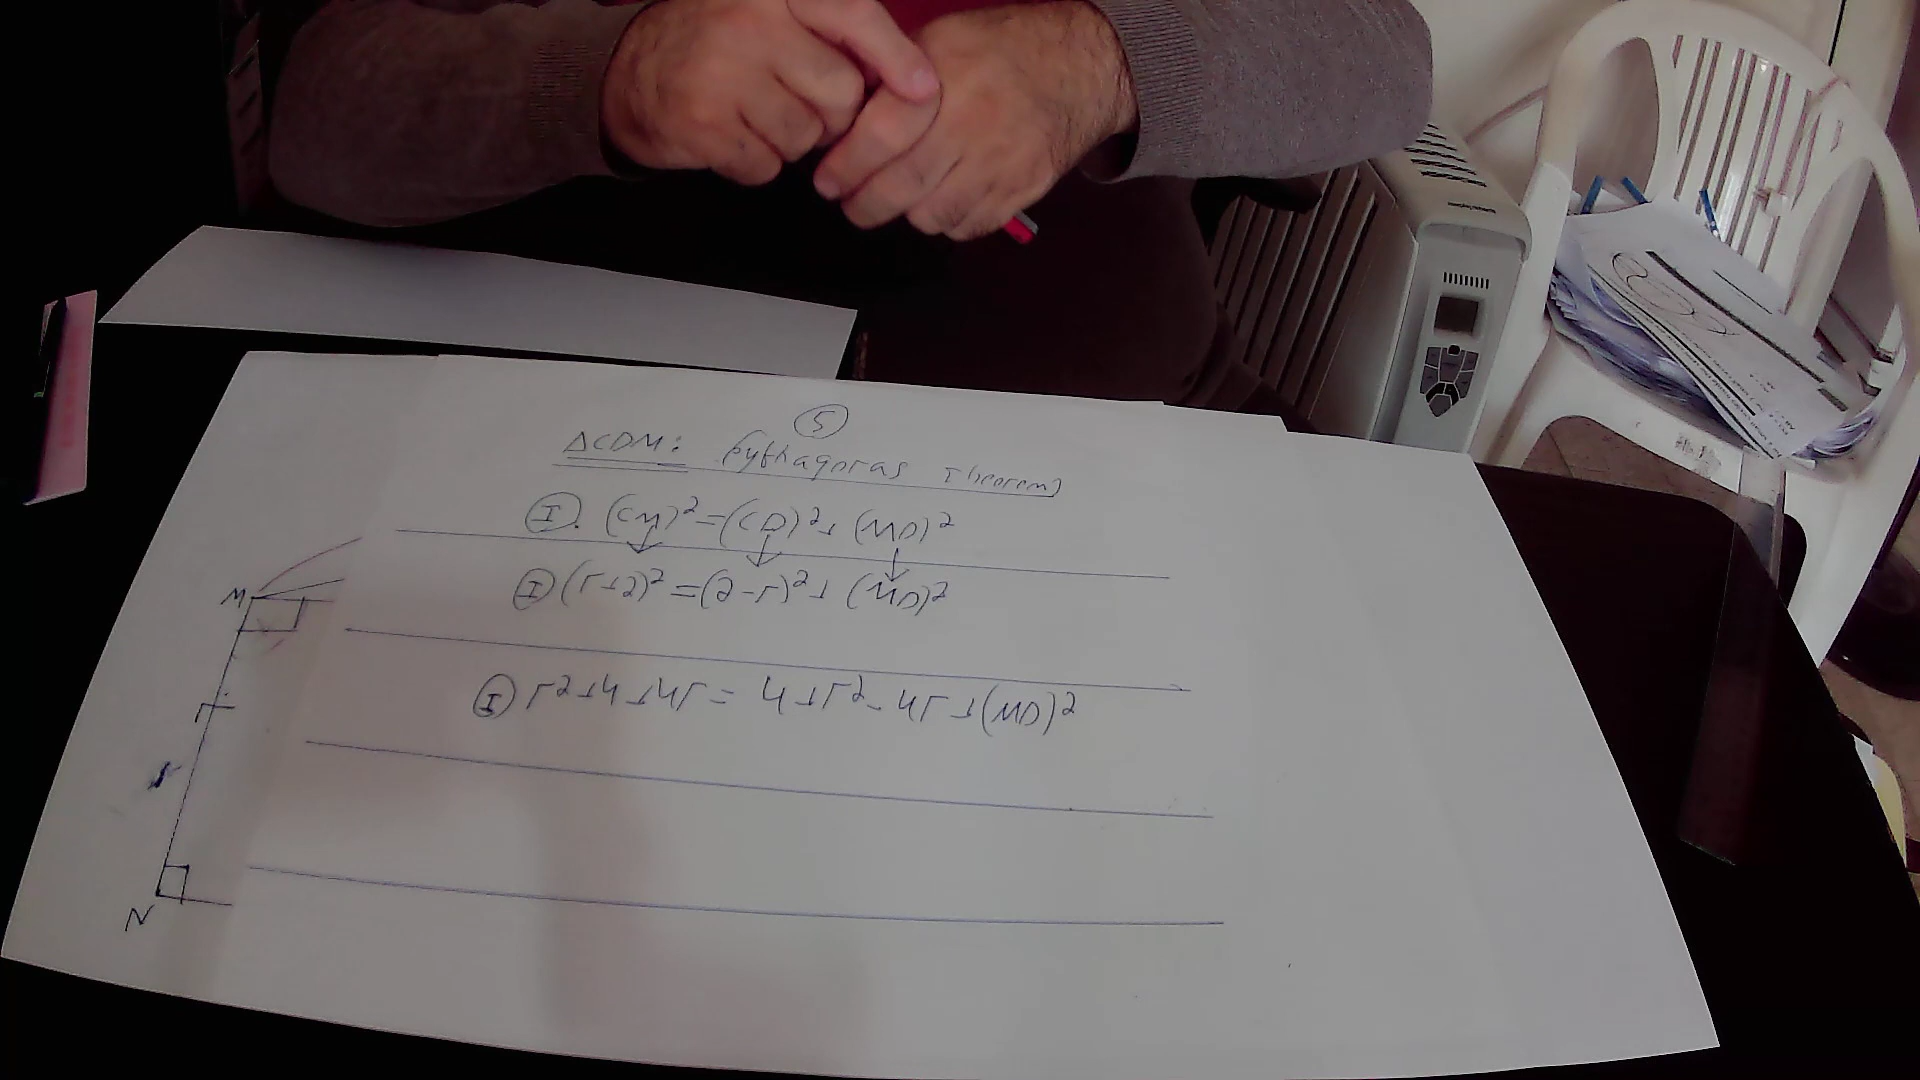 5
ΔCDM: Pythagoras Theorem
I. (CM)² = (CD)² + (MD)²
I (r+2)² = (2-r)² + (MD)²
I r² + 4 + 4r = 4 + r² - 4r + (MD)²
M
r
N